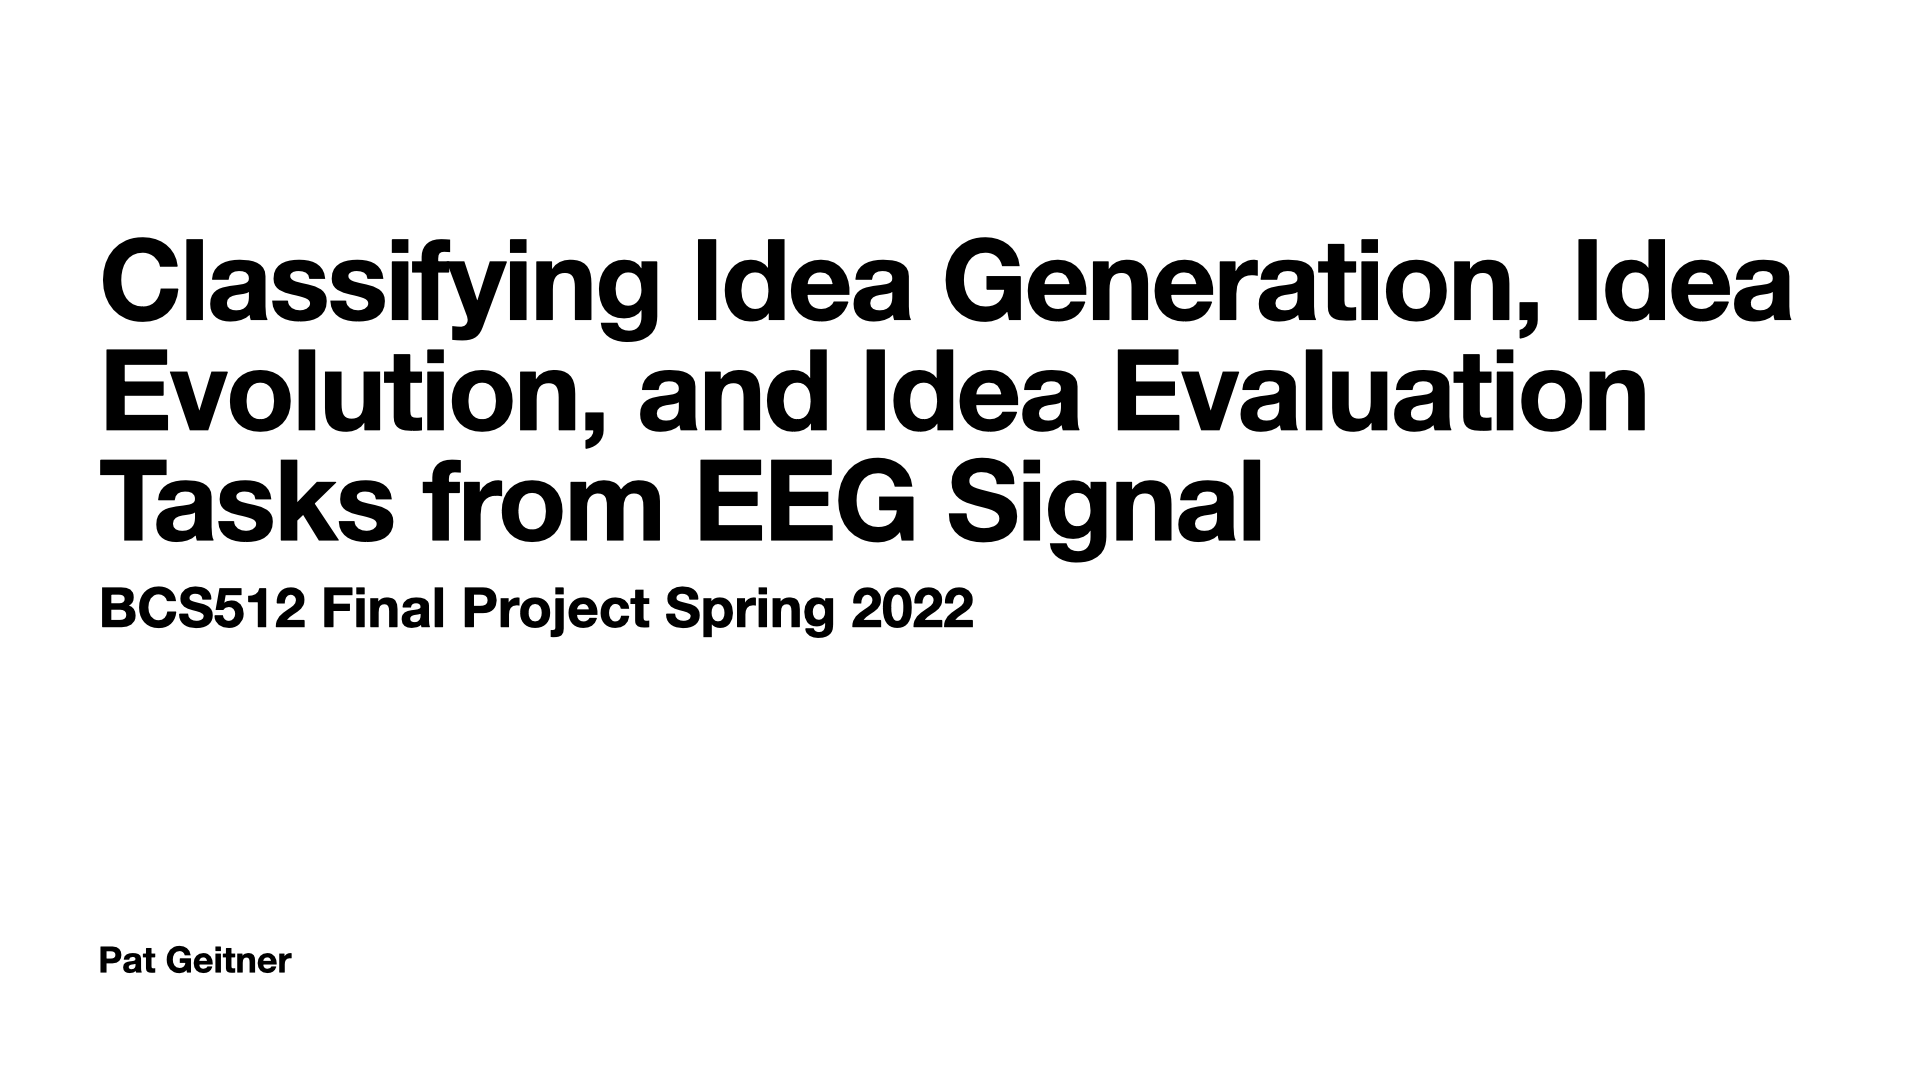 Classifying Idea Generation, Idea
Evolution, and Idea Evaluation
Tasks from EEG Signal
BCS512 Final Project Spring 2022
Pat Geitner